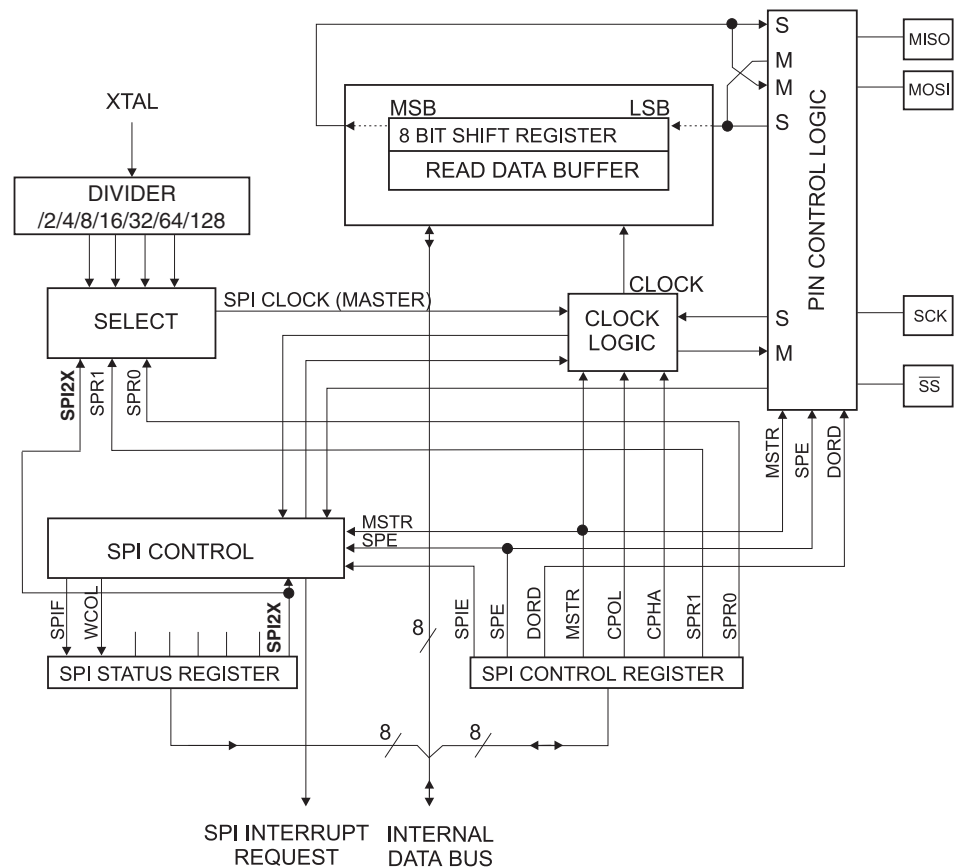 S
MISO
M
M
MOSI
S
XTAL
MSB
LSB
8 BIT SHIFT REGISTER
READ DATA BUFFER
PIN CONTROL LOGIC
DIVIDER
/2/4/8/16/32/64/128
SPI CLOCK (MASTER)
CLOCK
SELECT
CLOCK
LOGIC
S
SCK
M
SPI2X
SPR1
SPR0
SS
MSTR
SPE
DORD
MSTR
SPE
SPI CONTROL
SPIF
WCOL
SPI2X
8
SPIE
SPE
DORD
MSTR
CPOL
CPHA
SPR1
SPR0
SPI STATUS REGISTER
SPI CONTROL REGISTER
8
8
SPI INTERRUPT
REQUEST
INTERNAL
DATA BUS